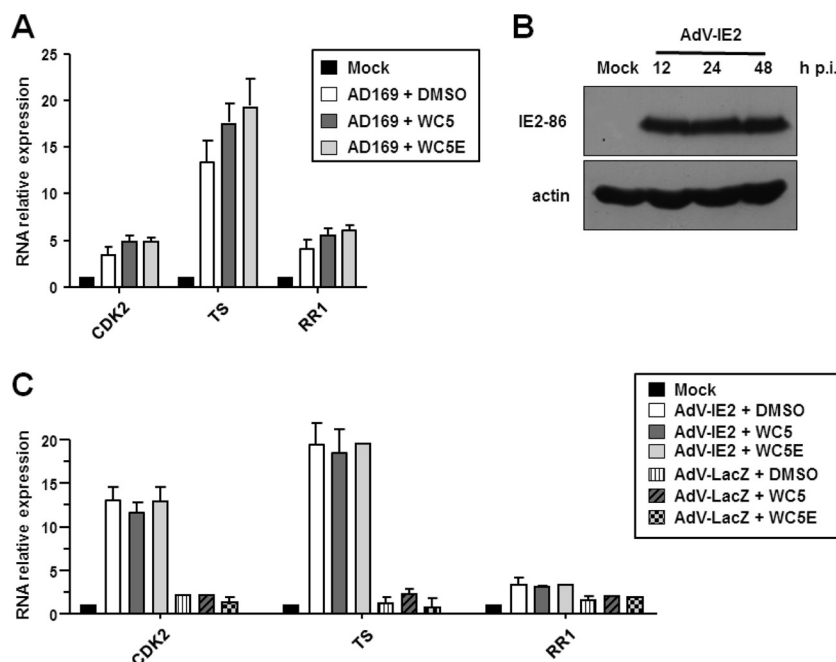 A
RNA relative expression
25
20
15
10
5
0
CDK2
TS
RR1
Mock
AD169 + DMSO
AD169 + WC5
AD169 + WC5E
B
AdV-IE2
Mock 12 24 48 h p.i.
IE2-86
actin
C
RNA relative expression
20
15
10
5
0
CDK2
TS
RR1
Mock
AdV-IE2 + DMSO
AdV-IE2 + WC5
AdV-IE2 + WC5E
AdV-LacZ + DMSO
AdV-LacZ + WC5
AdV-LacZ + WC5E